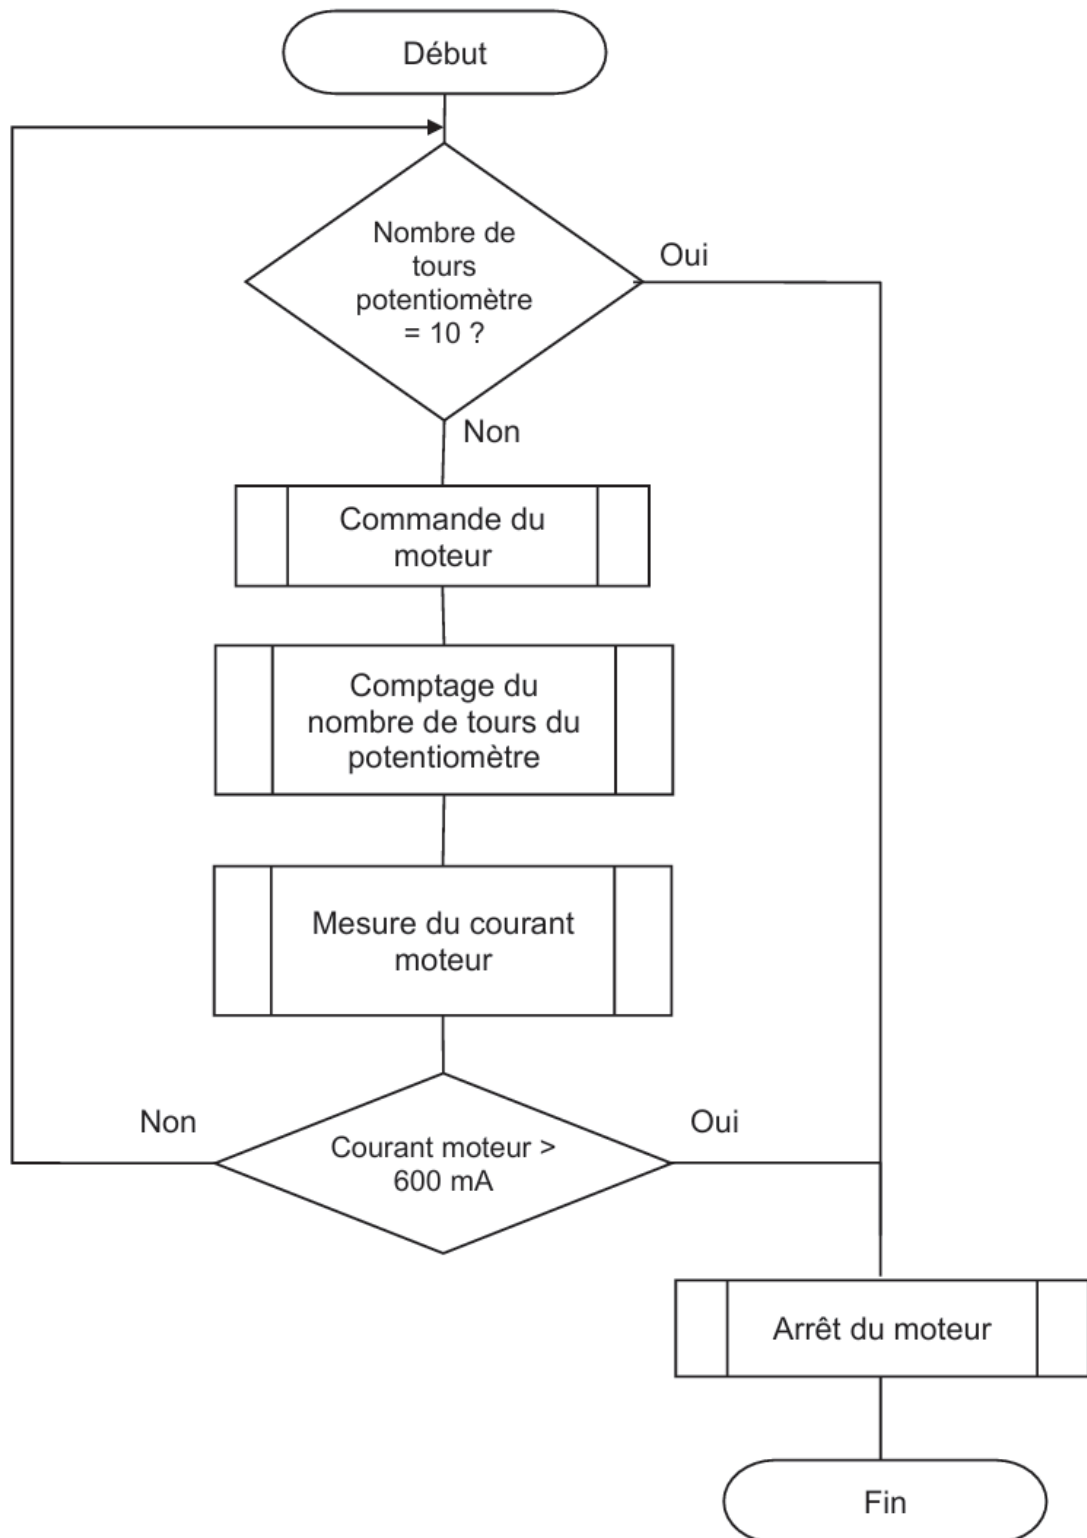 Début
Nombre de
tours
potentiomètre
= 10 ?
Oui
Non
Commande du
moteur
Comptage du
nombre de tours du
potentiomètre
Mesure du courant
moteur
Non
Courant moteur >
600 mA
Oui
Arrêt du moteur
Fin